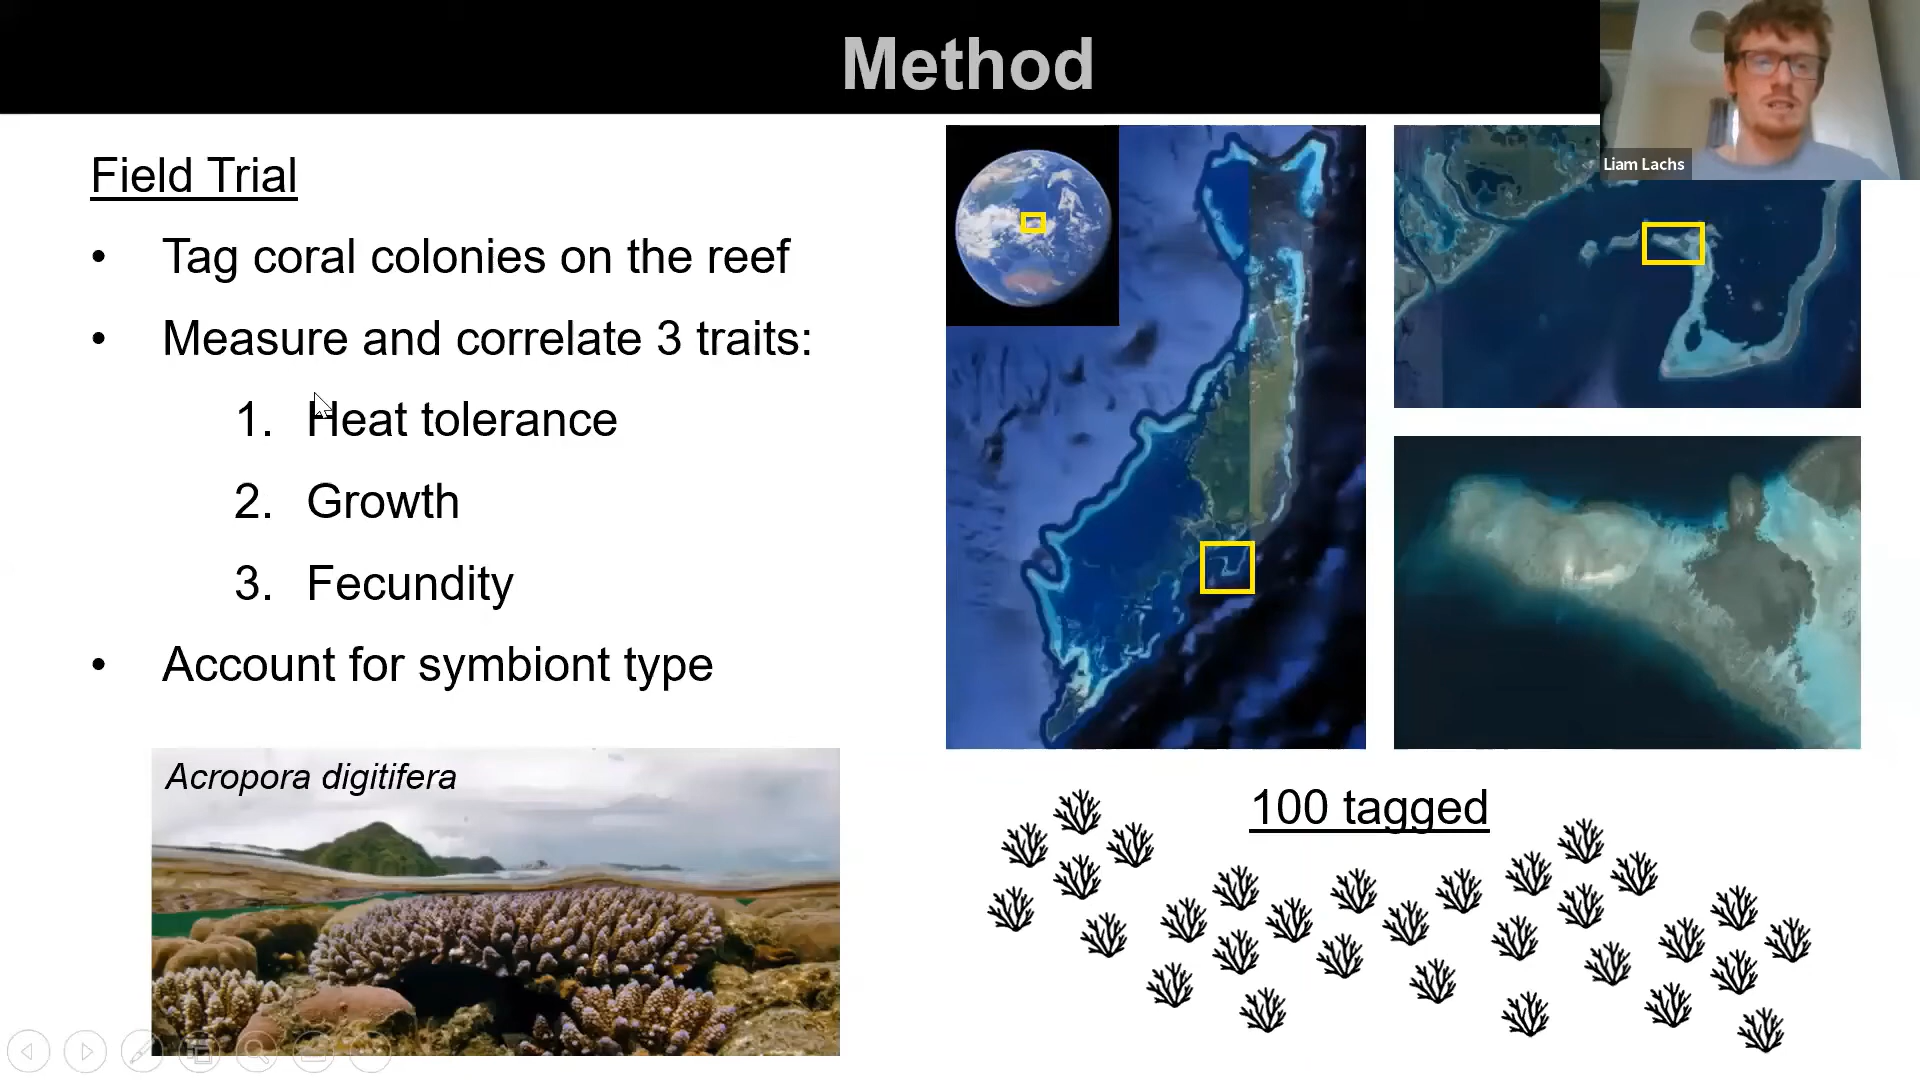 Method
Liam Lachs
Field Trial
• Tag coral colonies on the reef
• Measure and correlate 3 traits:
1. Heat tolerance
2. Growth
3. Fecundity
• Account for symbiont type
Acropora digitifera
100 tagged